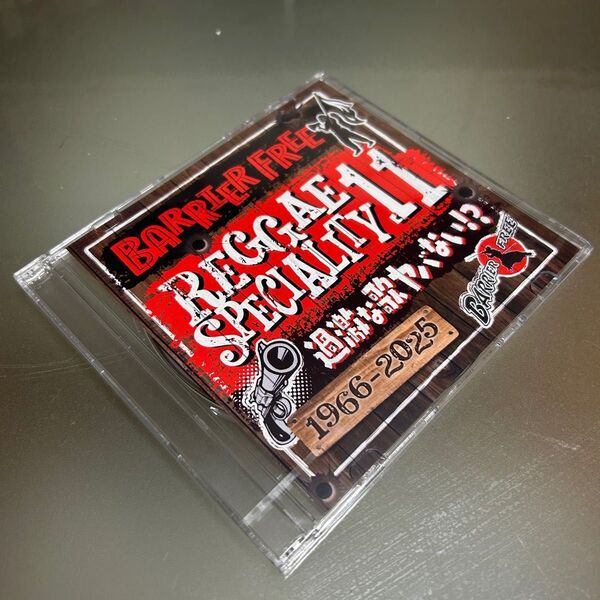 BARRIER FREE
REGGAE
SPECIALITY 11
過激な歌ヤバない!?
1966-2025
BARRIER FREE